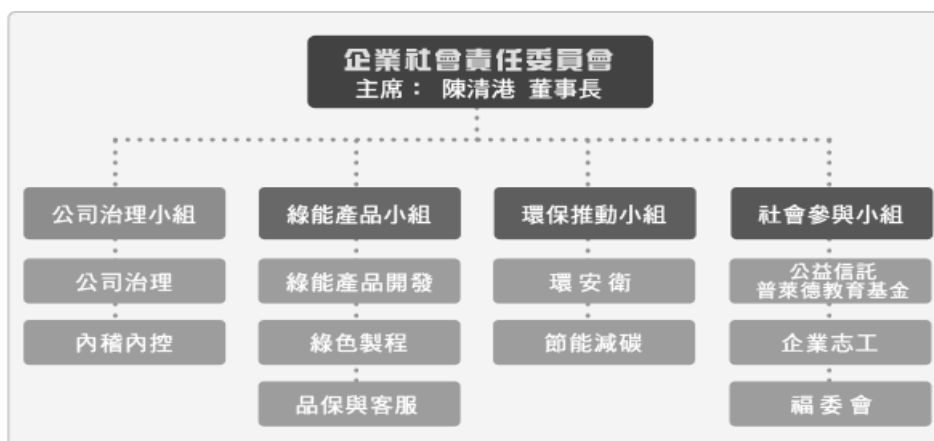 企業社會責任委員會
主席： 陳清港 董事長
公司治理小組
綠能產品小組
環保推動小組
社會參與小組
公司治理
綠能產品開發
環安衛
公益信託
普萊德教育基金
內稽內控
綠色製程
節能減碳
企業志工
品保與客服
福委會